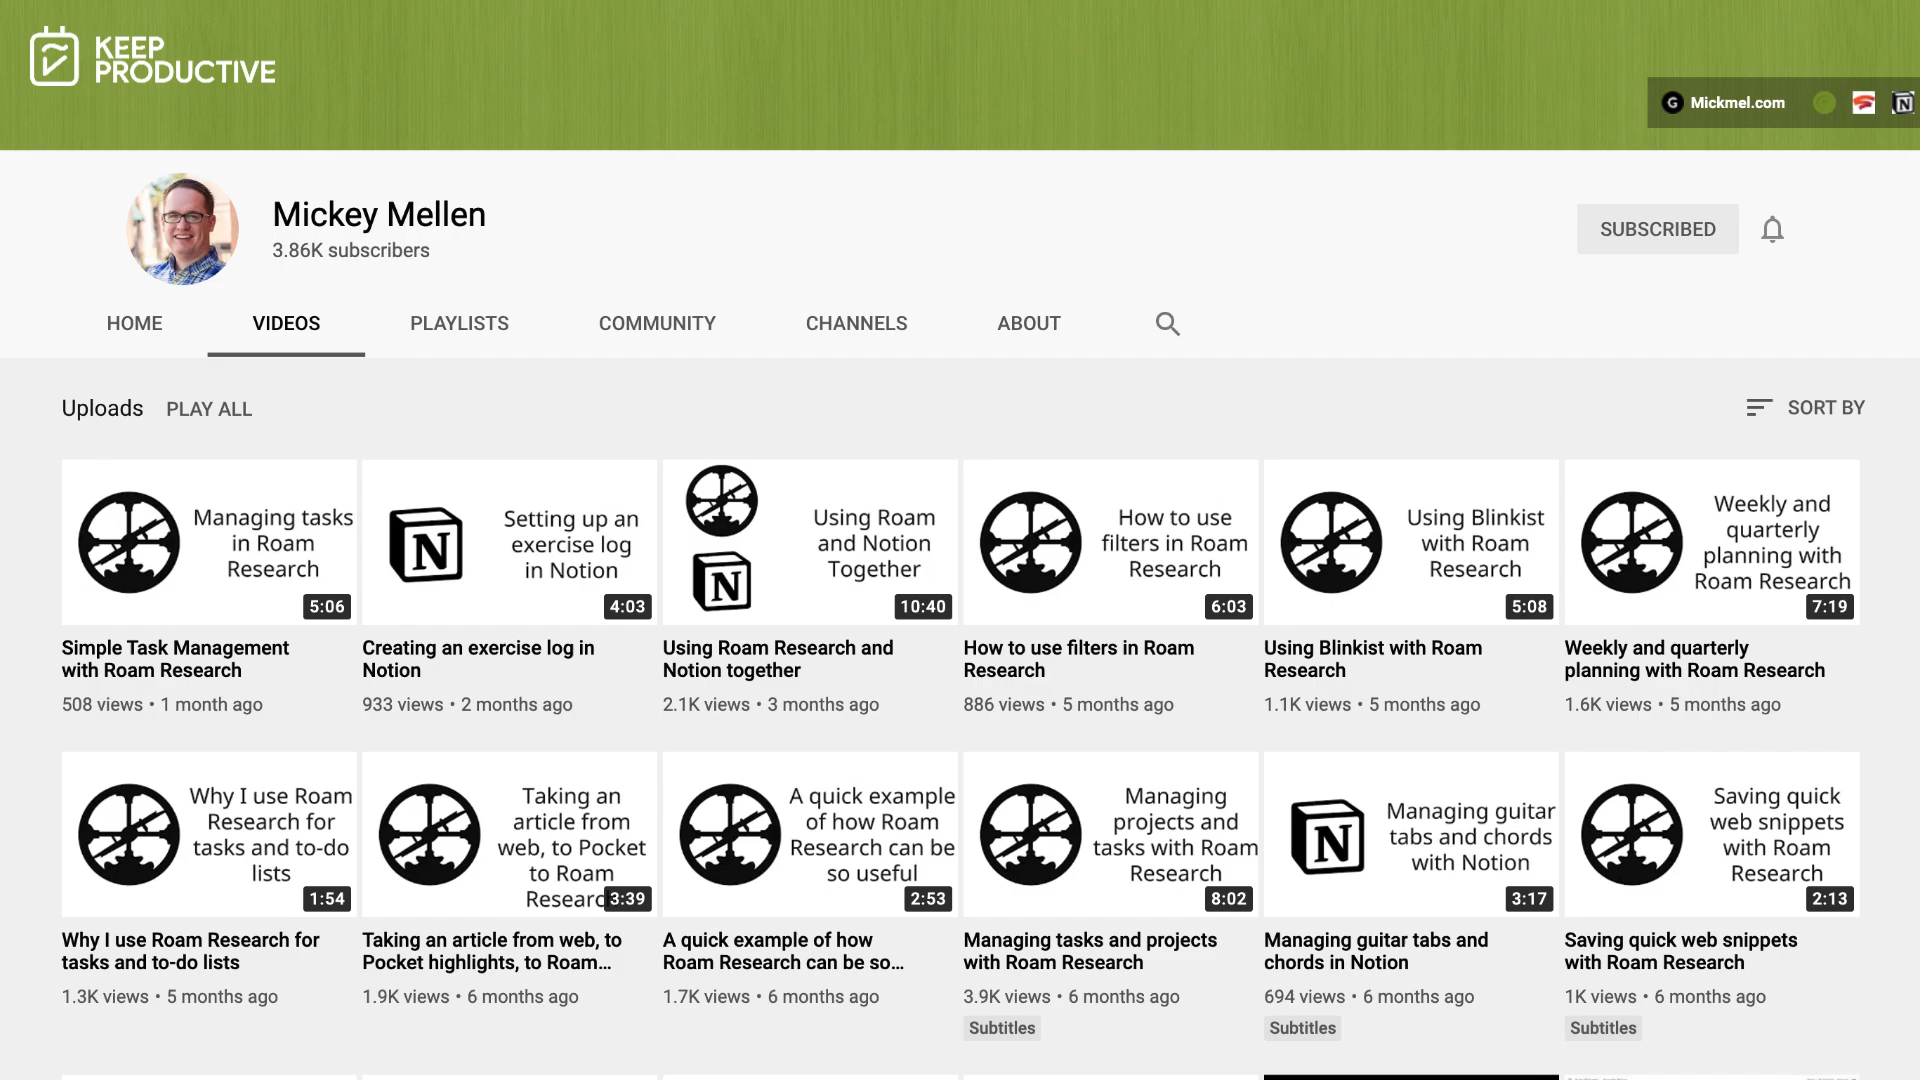 KEEP
PRODUCTIVE
G Mickmel.com N
Mickey Mellen
3.86K subscribers
SUBSCRIBED
HOME VIDEOS PLAYLISTS COMMUNITY CHANNELS ABOUT
Uploads PLAY ALL SORT BY
Managing tasks
in Roam
Research
5:06
Simple Task Management
with Roam Research
508 views • 1 month ago
N
Setting up an
exercise log
in Notion
4:03
Creating an exercise log in
Notion
933 views • 2 months ago
N
Using Roam
and Notion
Together
10:40
Using Roam Research and
Notion together
2.1K views • 3 months ago
How to use
filters in Roam
Research
6:03
How to use filters in Roam
Research
886 views • 5 months ago
Using Blinkist
with Roam
Research
5:08
Using Blinkist with Roam
Research
1.1K views • 5 months ago
Weekly and
quarterly
planning with
Roam Research
7:19
Weekly and quarterly
planning with Roam Research
1.6K views • 5 months ago
Why I use Roam
Research for
tasks and to-do
lists
1:54
Why I use Roam Research for
tasks and to-do lists
1.3K views • 5 months ago
Taking an
article from
web, to Pocket
to Roam
Research
3:39
Taking an article from web, to
Pocket highlights, to Roam...
1.9K views • 6 months ago
A quick example
of how Roam
Research can be
so useful
2:53
A quick example of how
Roam Research can be so...
1.7K views • 6 months ago
Managing
projects and
tasks with Roam
Research
8:02
Managing tasks and projects
with Roam Research
3.9K views • 6 months ago
Subtitles
N
Managing guitar
tabs and chords
with Notion
3:17
Managing guitar tabs and
chords in Notion
694 views • 6 months ago
Subtitles
Saving quick
web snippets
with Roam
Research
2:13
Saving quick web snippets
with Roam Research
1K views • 6 months ago
Subtitles